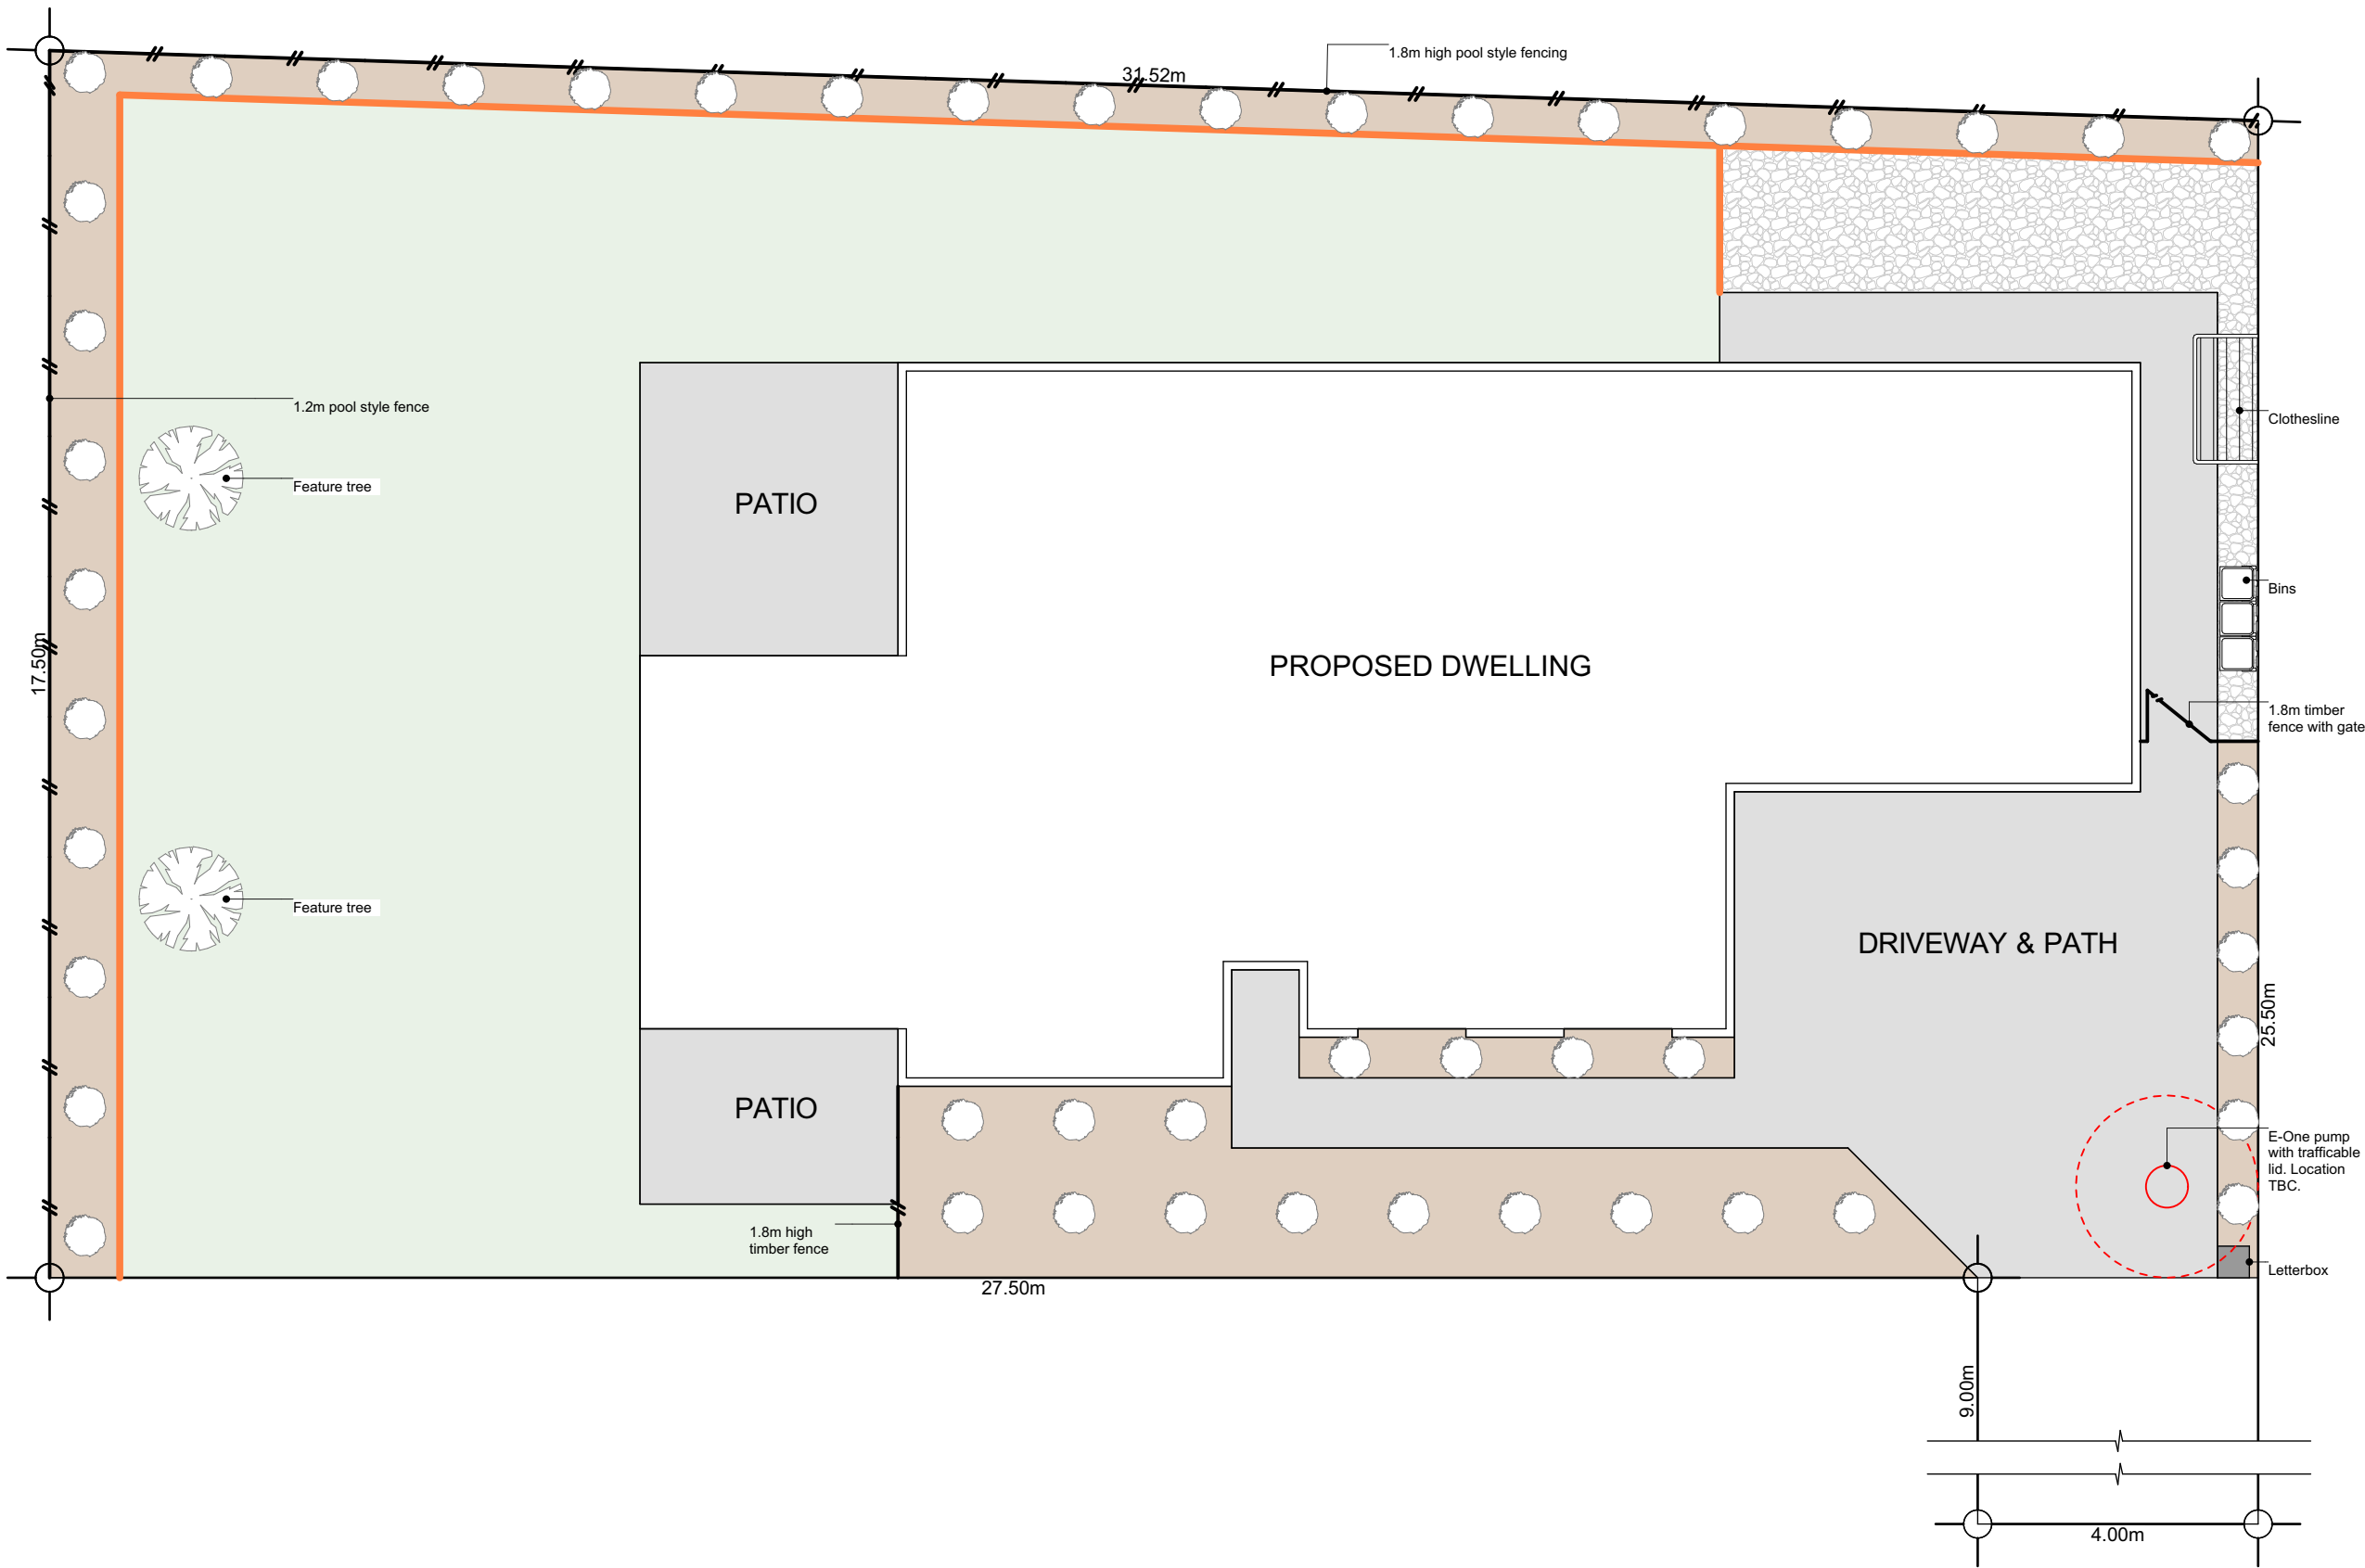 1.8m high pool style fencing
31.52m
1.2m pool style fence
Clothesline
Feature tree
PATIO
Bins
PROPOSED DWELLING
17.50m
1.8m timber
fence with gate
Feature tree
DRIVEWAY & PATH
25.50m
PATIO
E-One pump
with trafficable
lid. Location
TBC.
1.8m high
timber fence
Letterbox
27.50m
9.00m
4.00m